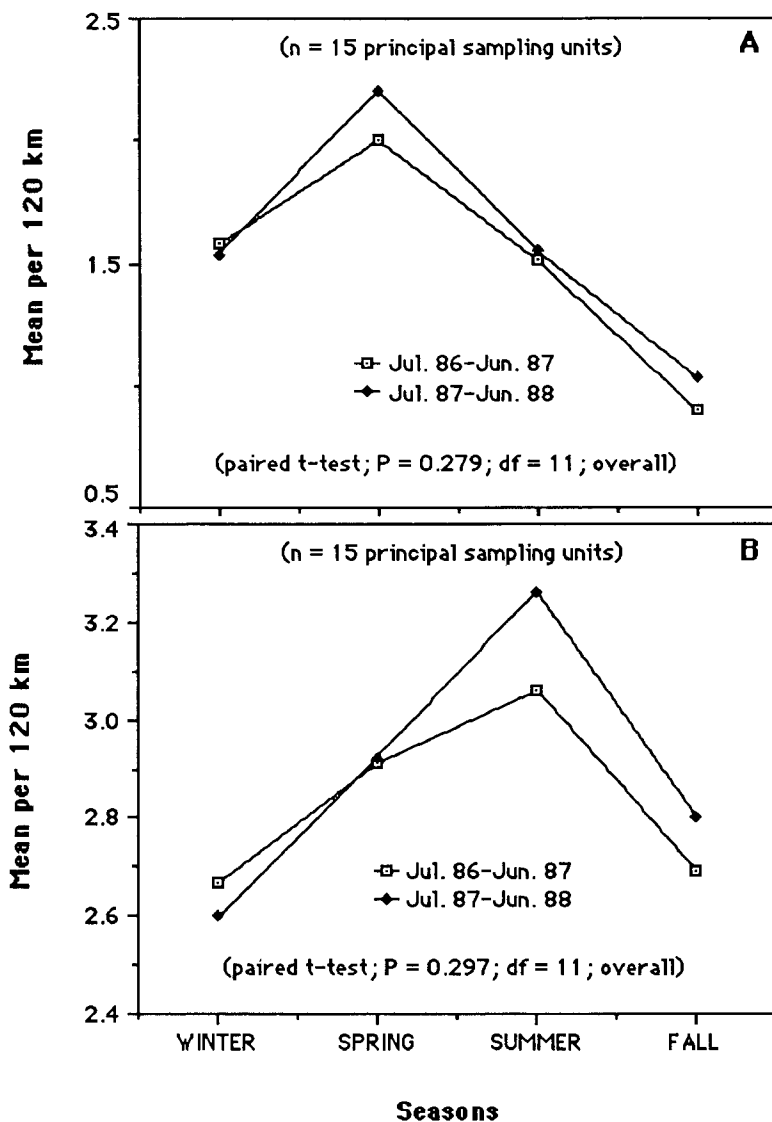 2.5
(n = 15 principal sampling units)
A
Mean per 120 km
1.5
Jul. 86-Jun. 87
Jul. 87-Jun. 88
(paired t-test; P = 0.279; df = 11; overall)
0.5
3.4
(n = 15 principal sampling units)
B
3.2
Mean per 120 km
3.0
2.8
Jul. 86-Jun. 87
Jul. 87-Jun. 88
2.6
(paired t-test; P = 0.297; df = 11; overall)
2.4
WINTER SPRING SUMMER FALL
Seasons